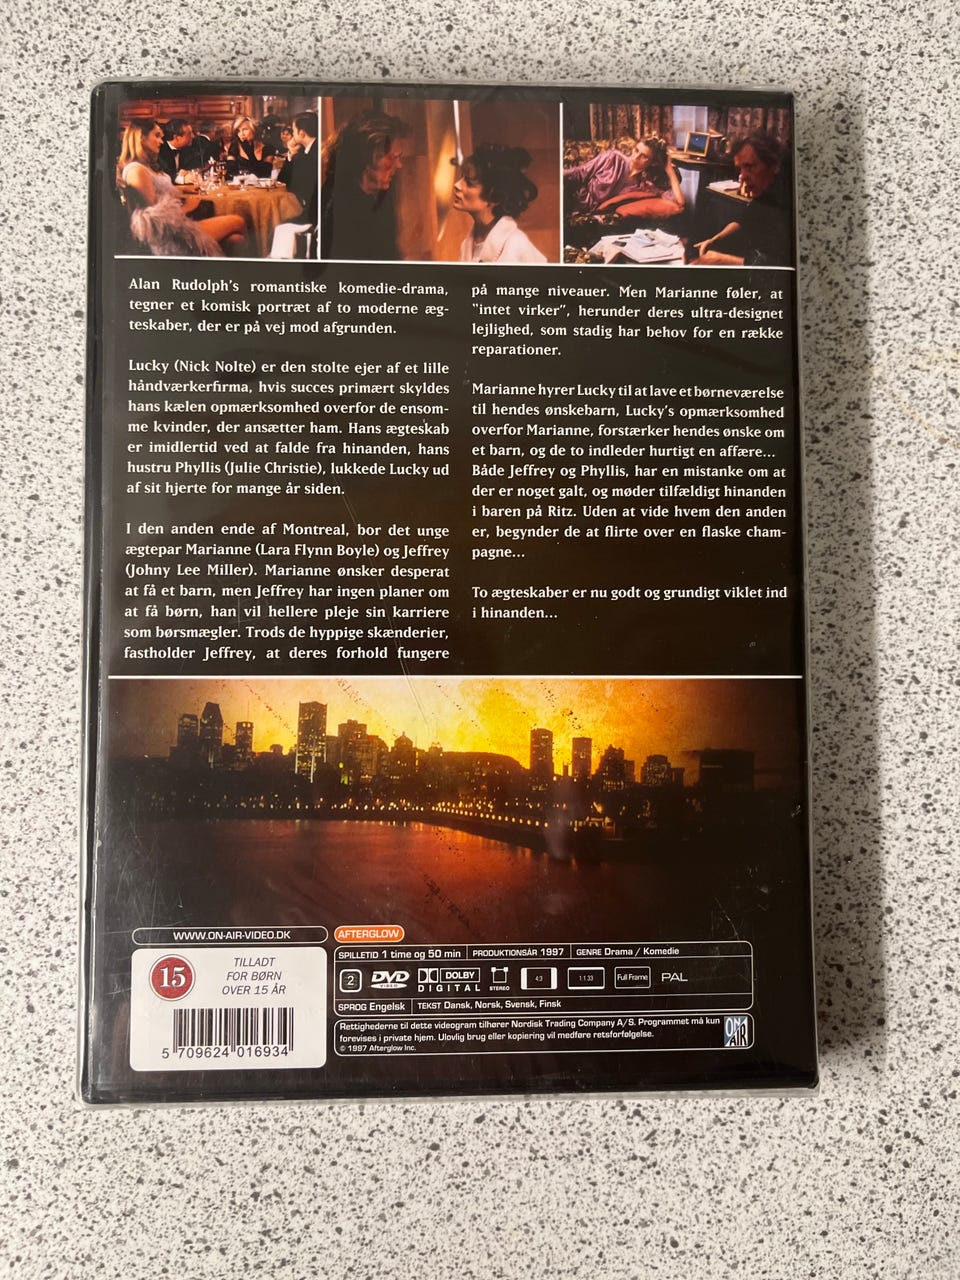 Alan Rudolph's romantiske komedie-drama,
tegner et komisk portræt af to moderne æg-
teskaber, der er på vej mod afgrunden.
Lucky (Nick Nolte) er den stolte ejer af et lille
håndværkerfirma, hvis succes primært skyldes
hans kælen opmærksomhed overfor de ensom-
me kvinder, der ansætter ham. Hans ægteskab
er imidlertid ved at falde fra hinanden, hans
hustru Phyllis (Julie Christie), lukkede Lucky ud
af sit hjerte for mange år siden.
I den anden ende af Montreal, bor det unge
ægtepar Marianne (Lara Flynn Boyle) og Jeffrey
(Johny Lee Miller). Marianne ønsker desperat
at få et barn, men Jeffrey har ingen planer om
at få børn, han vil hellere pleje sin karriere
som børsmægler. Trods de hyppige skænderier,
fastholder Jeffrey, at deres forhold fungere
på mange niveauer. Men Marianne føler, at
"intet virker", herunder deres ultra-designet
lejlighed, som stadig har behov for en række
reparationer.
Marianne hyrer Lucky til at lave et børneværelse
til hendes ønskebarn, Lucky's opmærksomhed
overfor Marianne, forstærker hendes ønske om
et barn, og de to indleder hurtigt en affære...
Både Jeffrey og Phyllis, har en mistanke om at
der er noget galt, og møder tilfældigt hinanden
i baren på Ritz. Uden at vide hvem den anden
er, begynder de at flirte over en flaske cham-
pagne...
To ægteskaber er nu godt og grundigt viklet ind
i hinanden...
WWW.ON-AIR-VIDEO.DK
15
TILLADT
FOR BØRN
OVER 15 ÅR
5 709624 016934
AFTERGLOW
SPILLETID 1 time og 50 min PRODUKTIONSÅR 1997 GENRE Drama / Komedie
2 DVD VIDEO DOLBY DIGITAL STEREO 4:3 1:1.33 Full Frame PAL
SPROG Engelsk TEKST Dansk, Norsk, Svensk, Finsk
Rettighederne til dette videogram tilhører Nordisk Trading Company A/S. Programmet må kun
forevises i private hjem. Ulovlig brug eller kopiering vil medføre retsforfølgelse.
© 1997 Afterglow Inc.
ON AIR